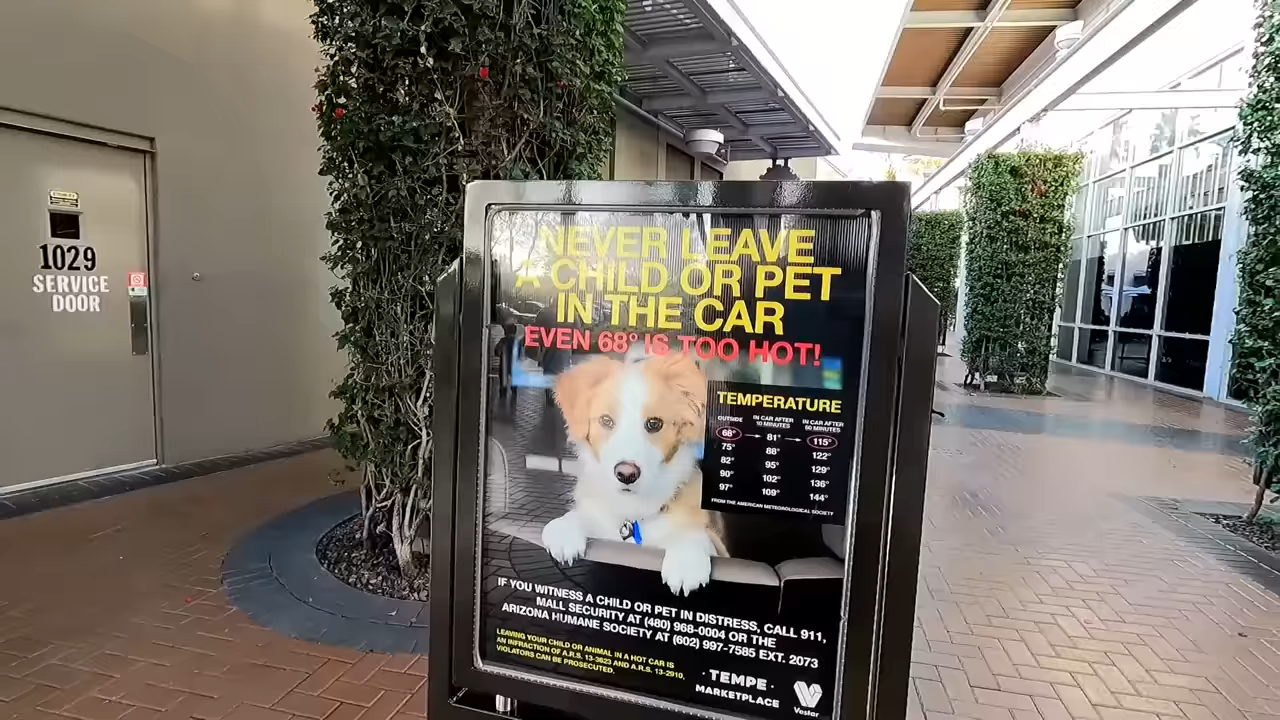 1029
SERVICE
DOOR
NEVER LEAVE
A CHILD OR PET
IN THE CAR
EVEN 68° IS TOO HOT!
TEMPERATURE
OUTSIDE IN CAR AFTER 10 MINUTES IN CAR AFTER 60 MINUTES
68° 81° 115°
75° 88° 122°
82° 95° 129°
90° 102° 136°
97° 109° 144°
FROM THE AMERICAN METEOROLOGICAL SOCIETY
IF YOU WITNESS A CHILD OR PET IN DISTRESS, CALL 911,
MALL SECURITY AT (480) 968-0004 OR THE
ARIZONA HUMANE SOCIETY AT (602) 997-7585 EXT. 2073
LEAVING YOUR CHILD OR ANIMAL IN A HOT CAR IS
AN INFRACTION OF A.R.S. 13-3623 AND A.R.S. 13-2910,
VIOLATORS CAN BE PROSECUTED.
· TEMPE ·
MARKETPLACE
Vestar